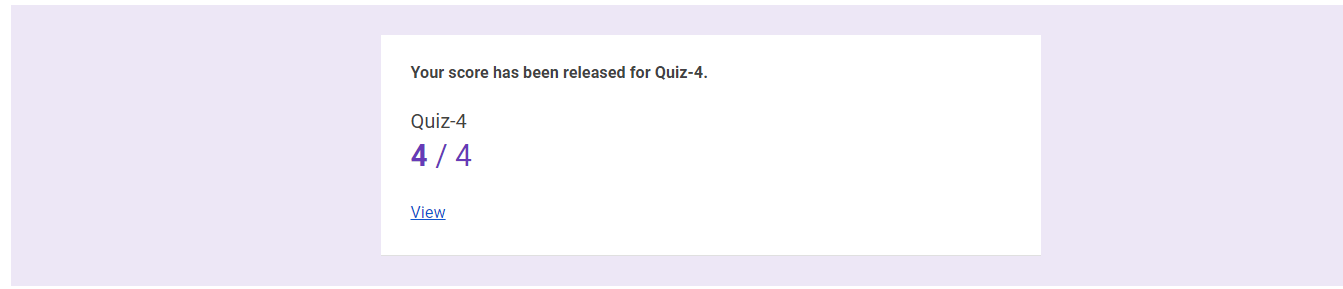 Your score has been released for Quiz-4.
Quiz-4
4 / 4
View